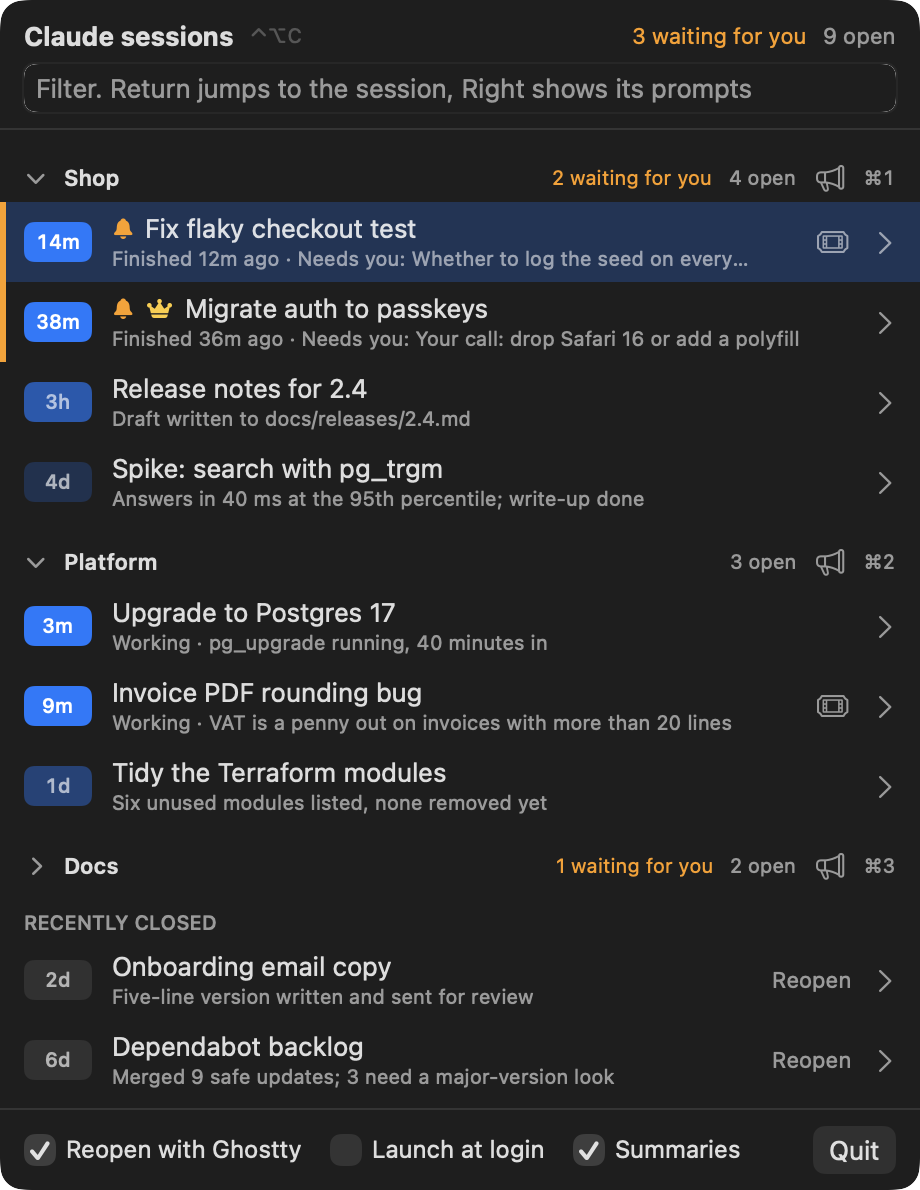 Claude sessions ⌃⌥C 3 waiting for you 9 open
Filter. Return jumps to the session, Right shows its prompts
Shop 2 waiting for you 4 open ⌘1
14m Fix flaky checkout test
Finished 12m ago · Needs you: Whether to log the seed on every…
38m Migrate auth to passkeys
Finished 36m ago · Needs you: Your call: drop Safari 16 or add a polyfill
3h Release notes for 2.4
Draft written to docs/releases/2.4.md
4d Spike: search with pg_trgm
Answers in 40 ms at the 95th percentile; write-up done
Platform 3 open ⌘2
3m Upgrade to Postgres 17
Working · pg_upgrade running, 40 minutes in
9m Invoice PDF rounding bug
Working · VAT is a penny out on invoices with more than 20 lines
1d Tidy the Terraform modules
Six unused modules listed, none removed yet
Docs 1 waiting for you 2 open ⌘3
RECENTLY CLOSED
2d Onboarding email copy Reopen
Five-line version written and sent for review
6d Dependabot backlog Reopen
Merged 9 safe updates; 3 need a major-version look
Reopen with Ghostty Launch at login Summaries Quit